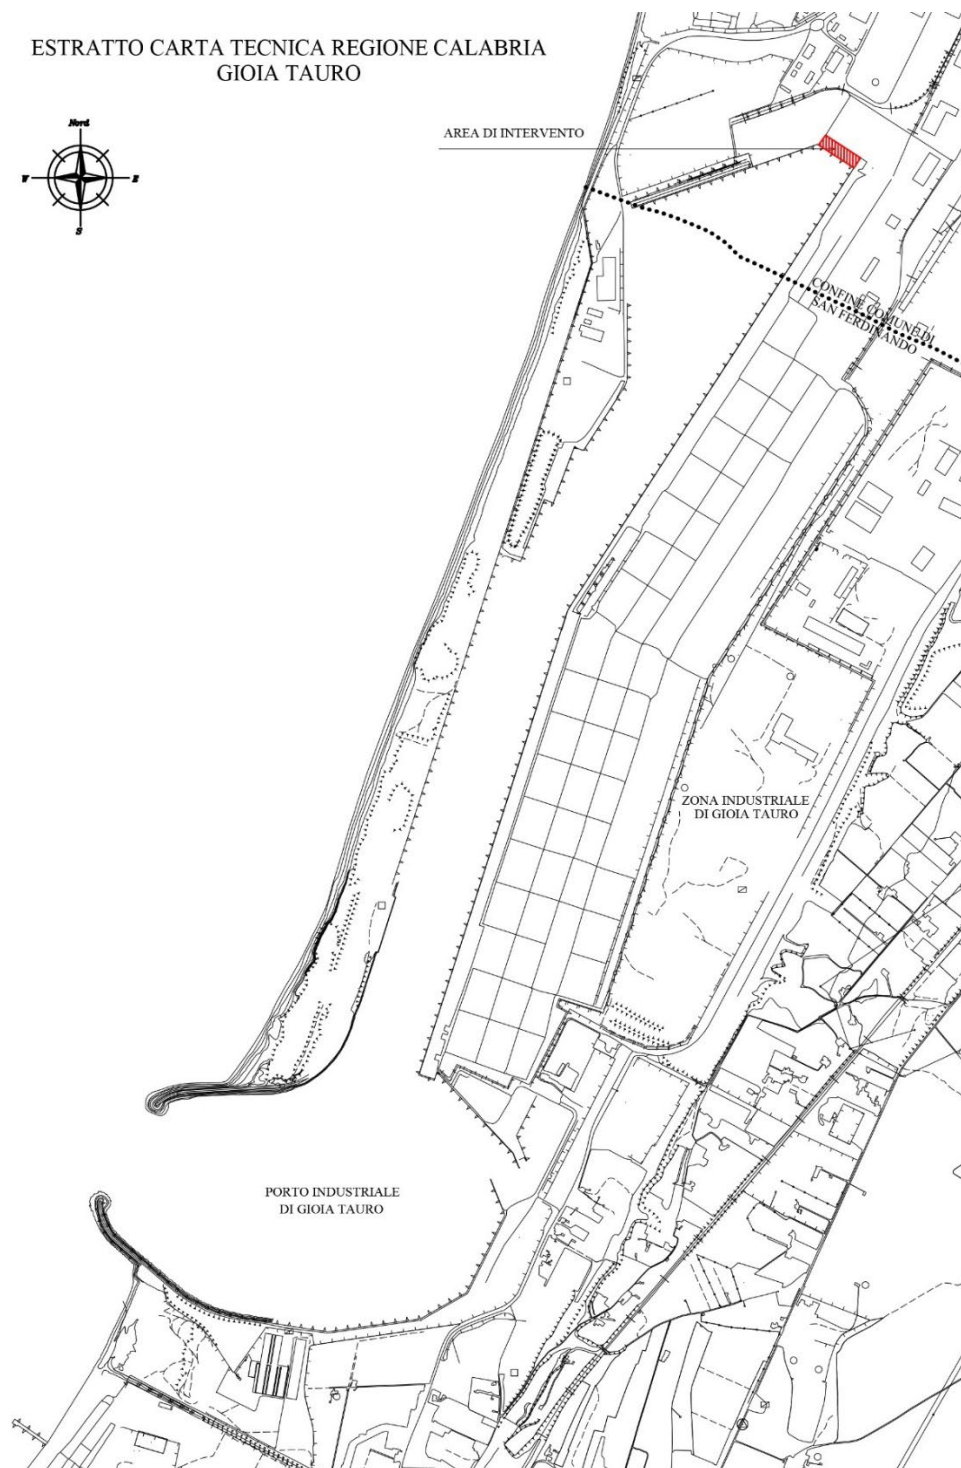 ESTRATTO CARTA TECNICA REGIONE CALABRIA
GIOIA TAURO
Nord
E
S
AREA DI INTERVENTO
CONFINE COMUNE DI
SAN FERDINANDO
ZONA INDUSTRIALE
DI GIOIA TAURO
PORTO INDUSTRIALE
DI GIOIA TAURO